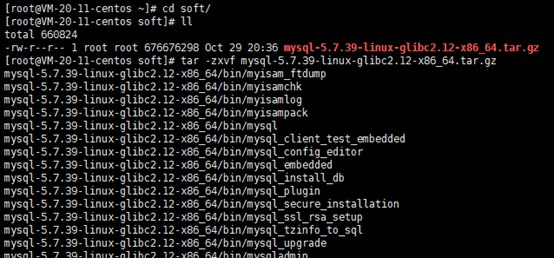 [root@VM-20-11-centos ~]# cd soft/
[root@VM-20-11-centos soft]# ll
total 660824
-rw-r--r-- 1 root root 676676298 Oct 29 20:36 mysql-5.7.39-linux-glibc2.12-x86_64.tar.gz
[root@VM-20-11-centos soft]# tar -zxvf mysql-5.7.39-linux-glibc2.12-x86_64.tar.gz
mysql-5.7.39-linux-glibc2.12-x86_64/bin/myisam_ftdump
mysql-5.7.39-linux-glibc2.12-x86_64/bin/myisamchk
mysql-5.7.39-linux-glibc2.12-x86_64/bin/myisamlog
mysql-5.7.39-linux-glibc2.12-x86_64/bin/myisampack
mysql-5.7.39-linux-glibc2.12-x86_64/bin/mysql
mysql-5.7.39-linux-glibc2.12-x86_64/bin/mysql_client_test_embedded
mysql-5.7.39-linux-glibc2.12-x86_64/bin/mysql_config_editor
mysql-5.7.39-linux-glibc2.12-x86_64/bin/mysql_embedded
mysql-5.7.39-linux-glibc2.12-x86_64/bin/mysql_install_db
mysql-5.7.39-linux-glibc2.12-x86_64/bin/mysql_plugin
mysql-5.7.39-linux-glibc2.12-x86_64/bin/mysql_secure_installation
mysql-5.7.39-linux-glibc2.12-x86_64/bin/mysql_ssl_rsa_setup
mysql-5.7.39-linux-glibc2.12-x86_64/bin/mysql_tzinfo_to_sql
mysql-5.7.39-linux-glibc2.12-x86_64/bin/mysql_upgrade
mysql-5.7.39-linux-glibc2.12-x86_64/bin/mysqladmin